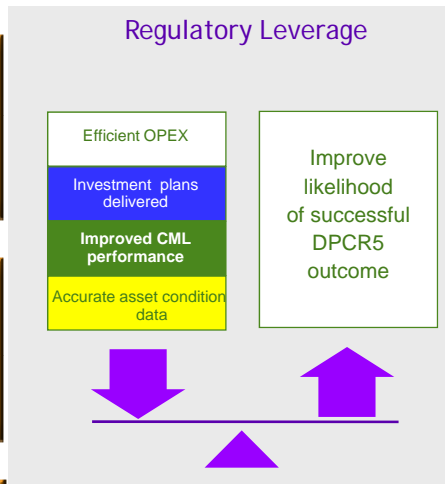 Regulatory Leverage
Efficient OPEX
Investment plans
delivered
Improved CML
performance
Accurate asset condition
data
Improve
likelihood
of successful
DPCR5
outcome